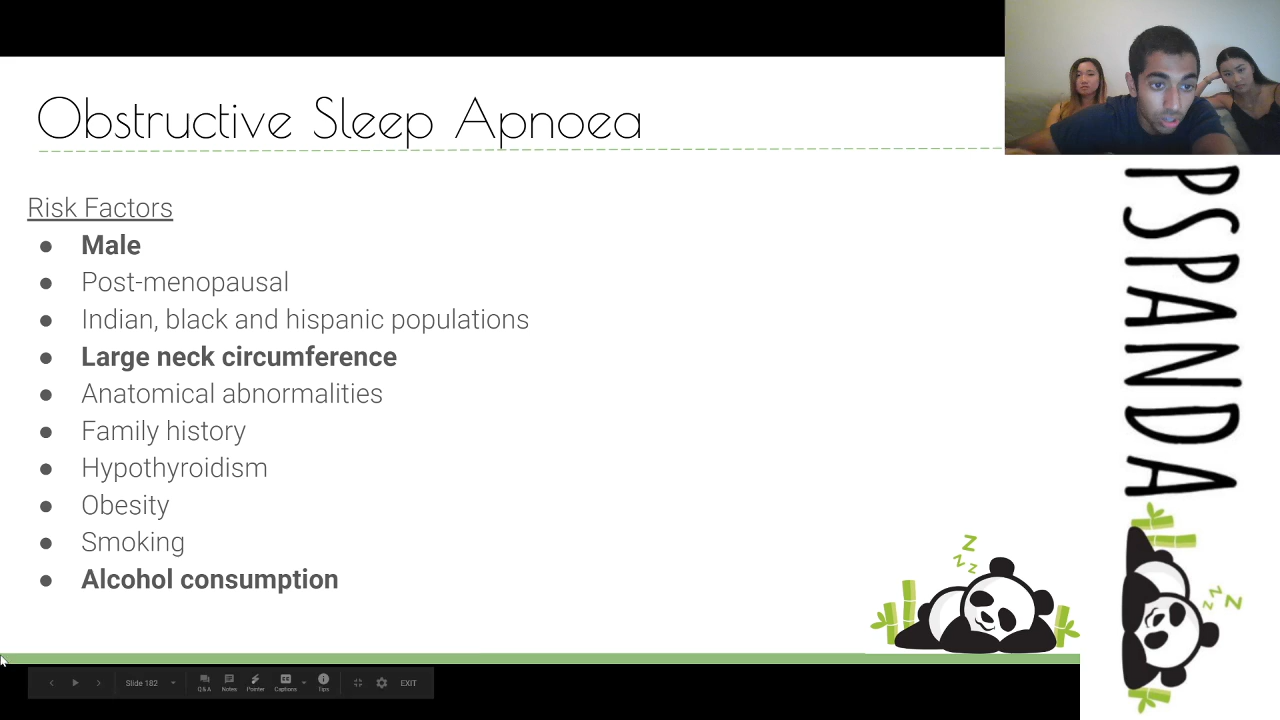 Obstructive Sleep Apnoea
Risk Factors
● Male
● Post-menopausal
● Indian, black and hispanic populations
● Large neck circumference
● Anatomical abnormalities
● Family history
● Hypothyroidism
● Obesity
● Smoking
● Alcohol consumption
PSPANDA
z z z
z z z
Slide 182
Q&A
Notes
Pointer
CC
Captions
Tips
EXIT